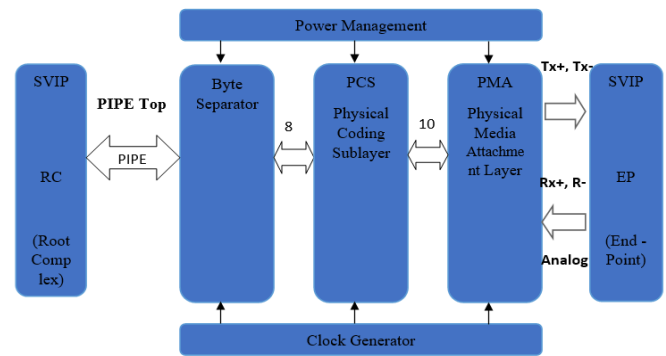 Power Management
SVIP
RC
(Root
Comp
lex)
PIPE Top
PIPE
Byte
Separator
8
PCS
Physical
Coding
Sublayer
10
PMA
Physical
Media
Attachme
nt Layer
Tx+, Tx-
Rx+, R-
Analog
SVIP
EP
(End -
Point)
Clock Generator